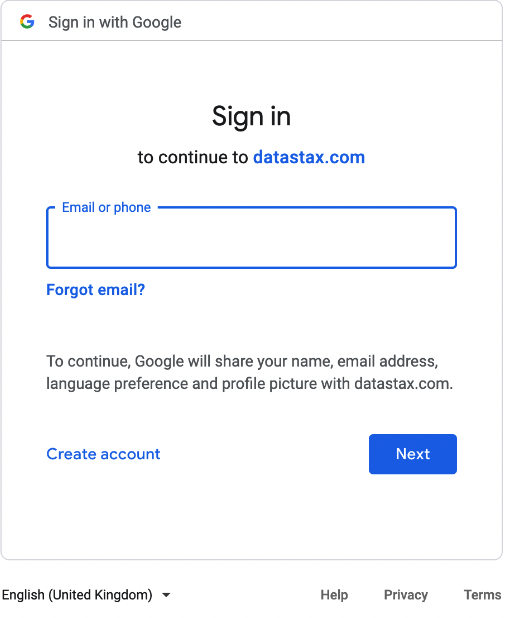 Sign in with Google
Sign in
to continue to datastax.com
Email or phone
Forgot email?
To continue, Google will share your name, email address,
language preference and profile picture with datastax.com.
Create account
Next
English (United Kingdom)
Help Privacy Terms